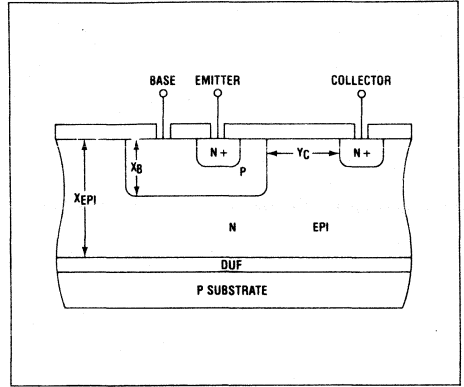 BASE EMITTER COLLECTOR
N+ N+
XB YC
P
XEPI
N EPI
DUF
P SUBSTRATE